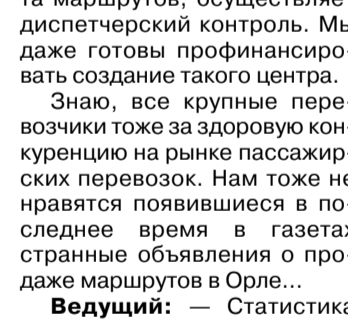 та маршрутов, осуществляе
диспетчерский контроль. Мы
даже готовы профинансиро-
вать создание такого центра.
Знаю, все крупные пере-
возчики тоже за здоровую кон-
куренцию на рынке пассажир-
ских перевозок. Нам тоже не
нравятся появившиеся в по-
следнее время в газетах
странные объявления о про-
даже маршрутов в Орле...
Ведущий: — Статистика